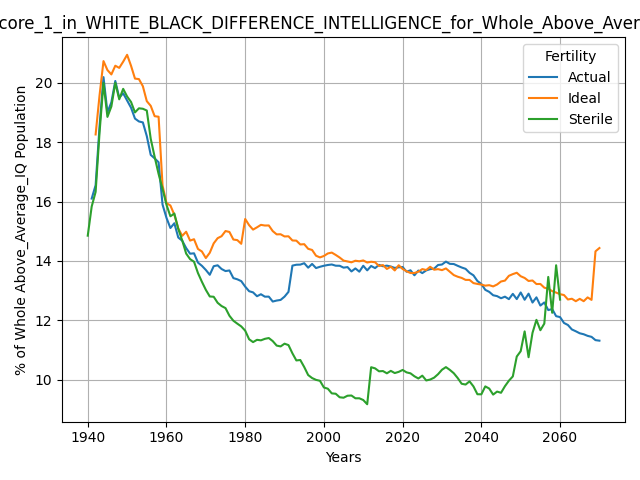 core_1_in_WHITE_BLACK_DIFFERENCE_INTELLIGENCE_for_Whole_Above_Aver
% of Whole Above_Average_IQ Population
20
18
16
14
12
10
1940
1960
1980
2000
2020
2040
2060
Years
Fertility
Actual
Ideal
Sterile